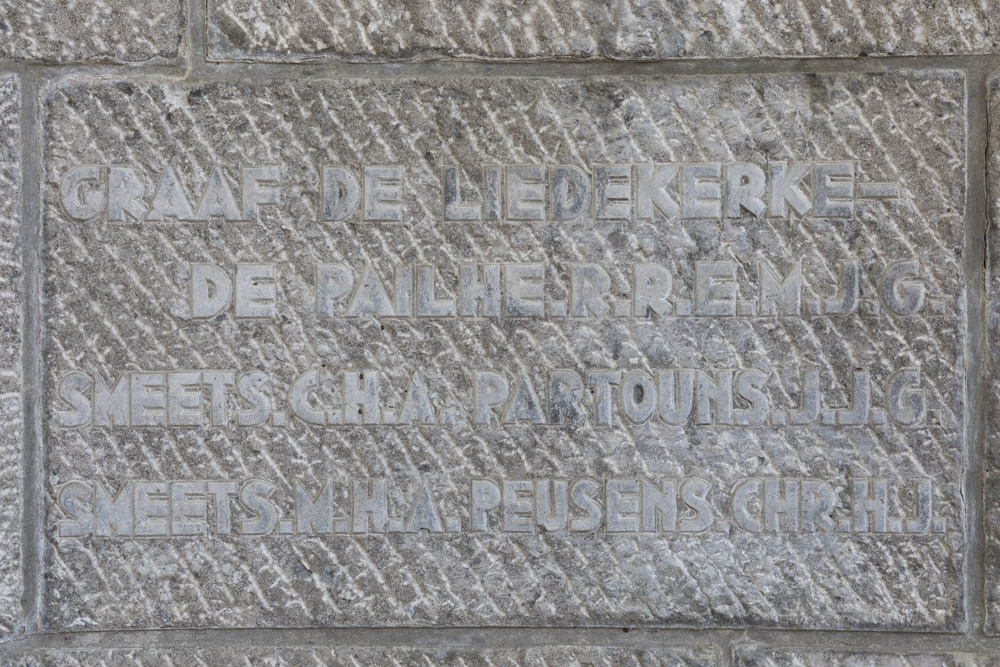 GRAAF DE LIEDEKERKE-
-DE PAILHE.R.R.E.M.J.G.
SMEETS.C.H.A. PARTOUNS.J.J.G.
SMEETS.M.H.A. PEUSENS.CHR.H.J.